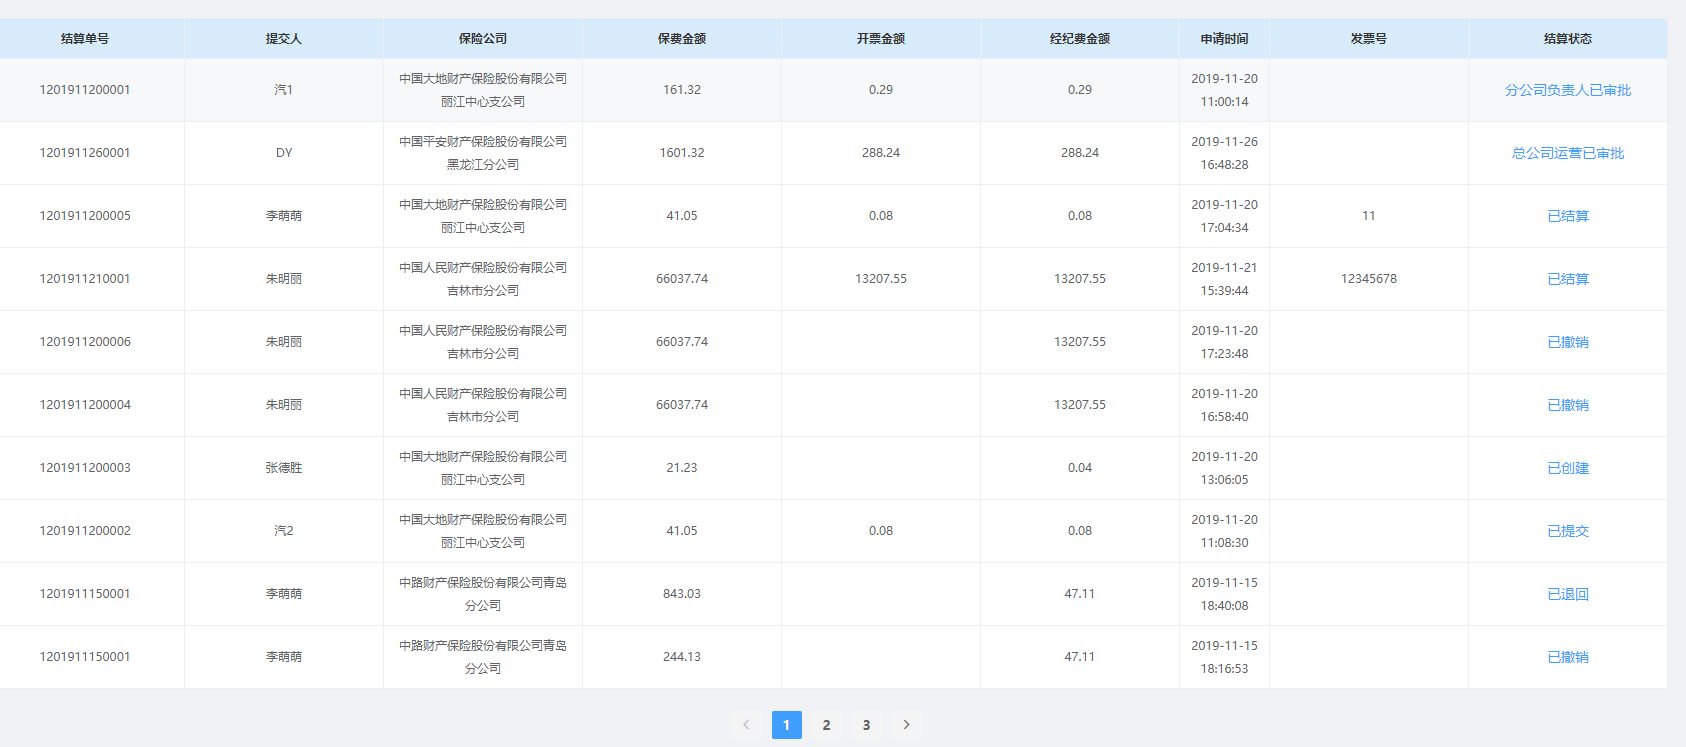 结算单号 提交人 保险公司 保费金额 开票金额 经纪费金额 申请时间 发票号 结算状态
1201911200001 汽1 中国大地财产保险股份有限公司 161.32 0.29 0.29 2019-11-20 分公司负责人已审批
丽江中心支公司 11:00:14
1201911260001 DY 中国平安财产保险股份有限公司 1601.32 288.24 288.24 2019-11-26 总公司运营已审批
黑龙江分公司 16:48:28
1201911200005 李萌萌 中国大地财产保险股份有限公司 41.05 0.08 0.08 2019-11-20 11 已结算
丽江中心支公司 17:04:34
1201911210001 朱明丽 中国人民财产保险股份有限公司 66037.74 13207.55 13207.55 2019-11-21 12345678 已结算
吉林市分公司 15:39:44
1201911200006 朱明丽 中国人民财产保险股份有限公司 66037.74 13207.55 2019-11-20 已撤销
吉林市分公司 17:23:48
1201911200004 朱明丽 中国人民财产保险股份有限公司 66037.74 13207.55 2019-11-20 已撤销
吉林市分公司 16:58:40
1201911200003 张德胜 中国大地财产保险股份有限公司 21.23 0.04 2019-11-20 已创建
丽江中心支公司 13:06:05
1201911200002 汽2 中国大地财产保险股份有限公司 41.05 0.08 0.08 2019-11-20 已提交
丽江中心支公司 11:08:30
1201911150001 李萌萌 中路财产保险股份有限公司青岛 843.03 47.11 2019-11-15 已退回
分公司 18:40:08
1201911150001 李萌萌 中路财产保险股份有限公司青岛 244.13 47.11 2019-11-15 已撤销
分公司 18:16:53
1 2 3